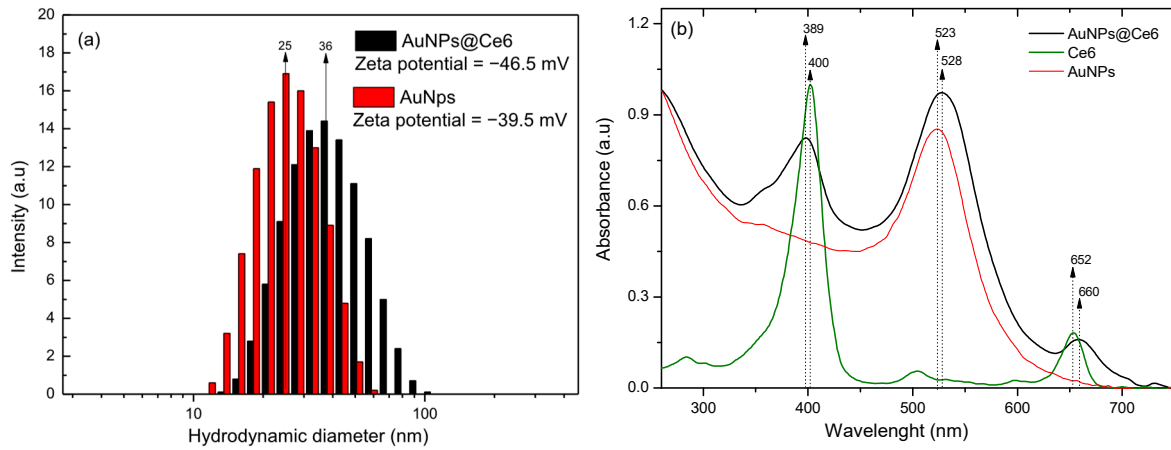 (a)
25
36
AuNPs@Ce6
Zeta potential = −46.5 mV
AuNps
Zeta potential = −39.5 mV
18
16
14
12
10
8
6
4
2
0
Intensity (a.u)
10
100
Hydrodynamic diameter (nm)
(b)
389
400
523
528
652
660
AuNPs@Ce6
Ce6
AuNPs
1.2
0.9
0.6
0.3
0.0
Absorbance (a.u)
300
400
500
600
700
Wavelenght (nm)